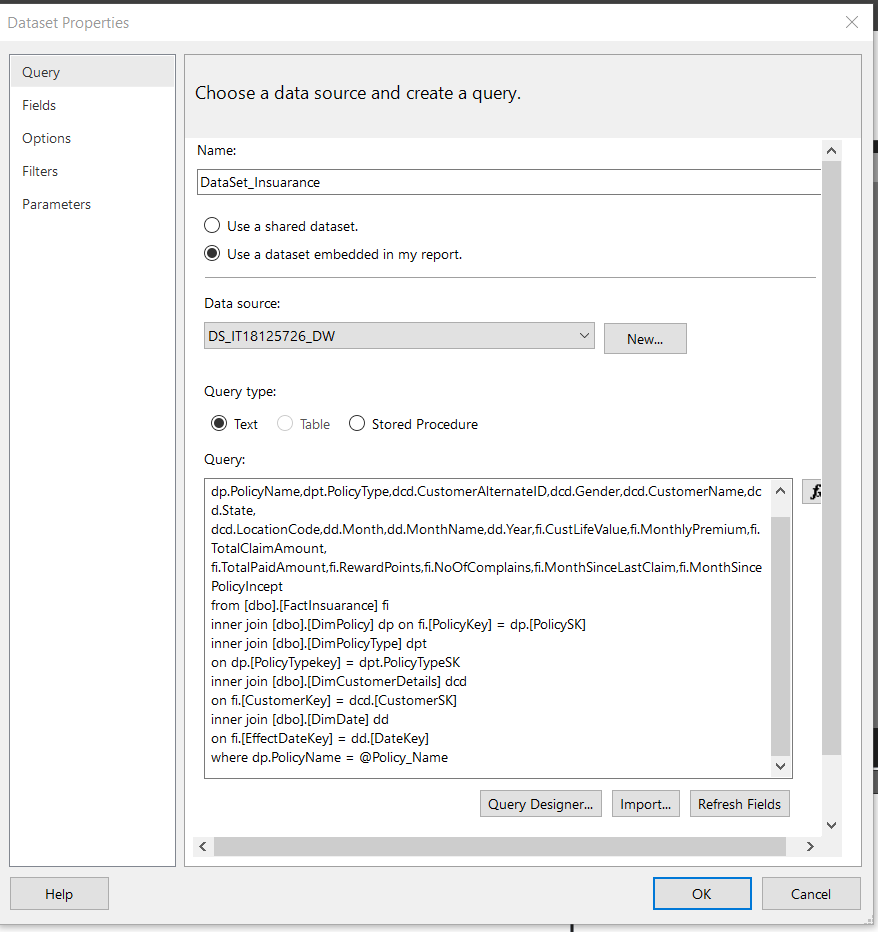 Dataset Properties
Query
Fields
Options
Filters
Parameters
Choose a data source and create a query.
Name:
DataSet_Insuarance
Use a shared dataset.
Use a dataset embedded in my report.
Data source:
DS_IT18125726_DW
New...
Query type:
Text
Table
Stored Procedure
Query:
dp.PolicyName,dpt.PolicyType,dcd.CustomerAlternateID,dcd.Gender,dcd.CustomerName,dc
d.State,
dcd.LocationCode,dd.Month,dd.MonthName,dd.Year,fi.CustLifeValue,fi.MonthlyPremium,fi.
TotalClaimAmount,
fi.TotalPaidAmount,fi.RewardPoints,fi.NoOfComplains,fi.MonthSinceLastClaim,fi.MonthSince
PolicyIncept
from [dbo].[FactInsuarance] fi
inner join [dbo].[DimPolicy] dp on fi.[PolicyKey] = dp.[PolicySK]
inner join [dbo].[DimPolicyType] dpt
on dp.[PolicyTypekey] = dpt.PolicyTypeSK
inner join [dbo].[DimCustomerDetails] dcd
on fi.[CustomerKey] = dcd.[CustomerSK]
inner join [dbo].[DimDate] dd
on fi.[EffectDateKey] = dd.[DateKey]
where dp.PolicyName = @Policy_Name
Query Designer...
Import...
Refresh Fields
Help
OK
Cancel